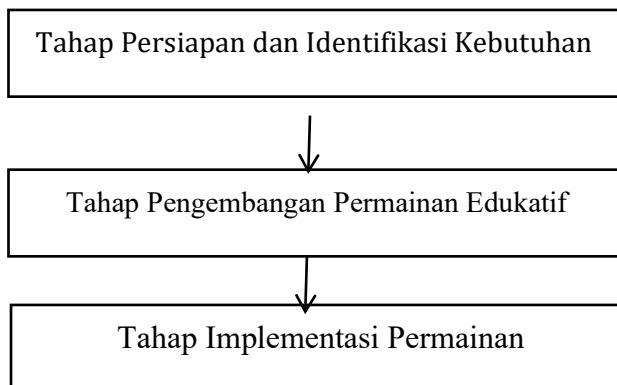 Tahap Persiapan dan Identifikasi Kebutuhan
Tahap Pengembangan Permainan Edukatif
Tahap Implementasi Permainan